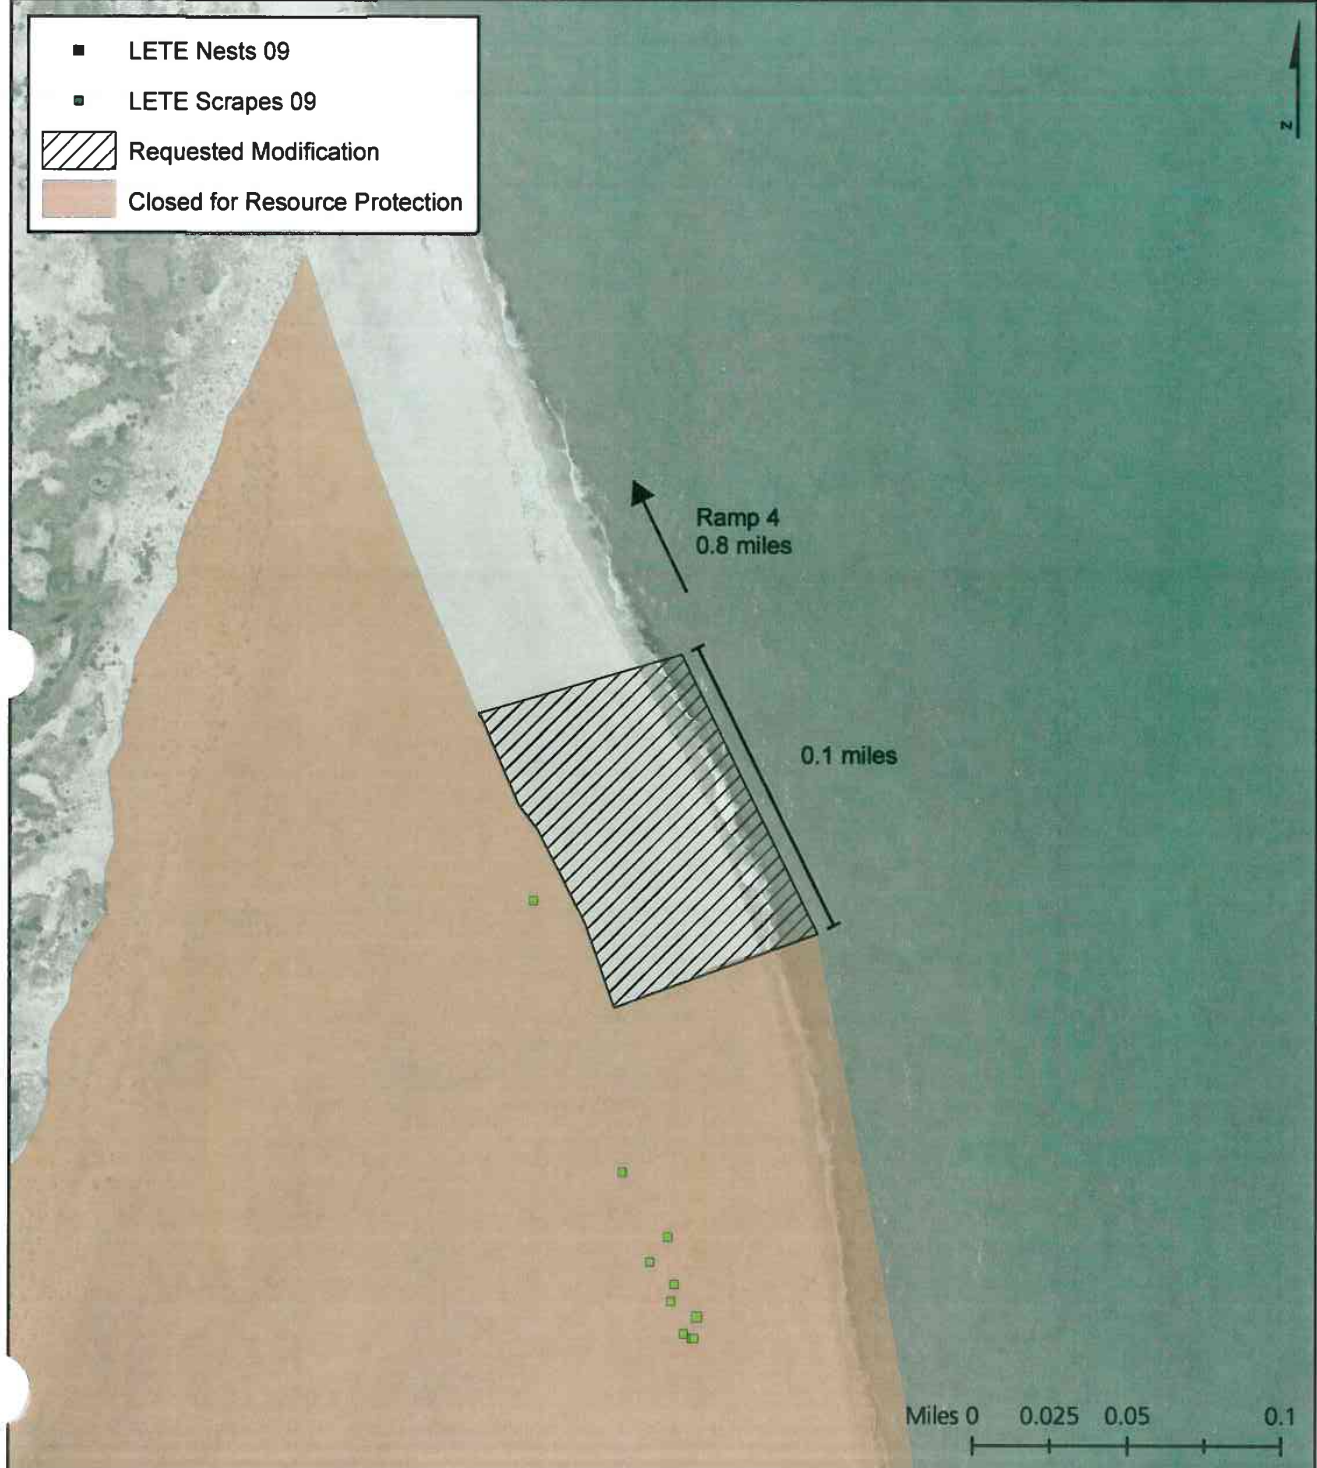 LETE Nests 09
LETE Scrapes 09
Requested Modification
Closed for Resource Protection
N
Ramp 4
0.8 miles
0.1 miles
Miles 0 0.025 0.05 0.1